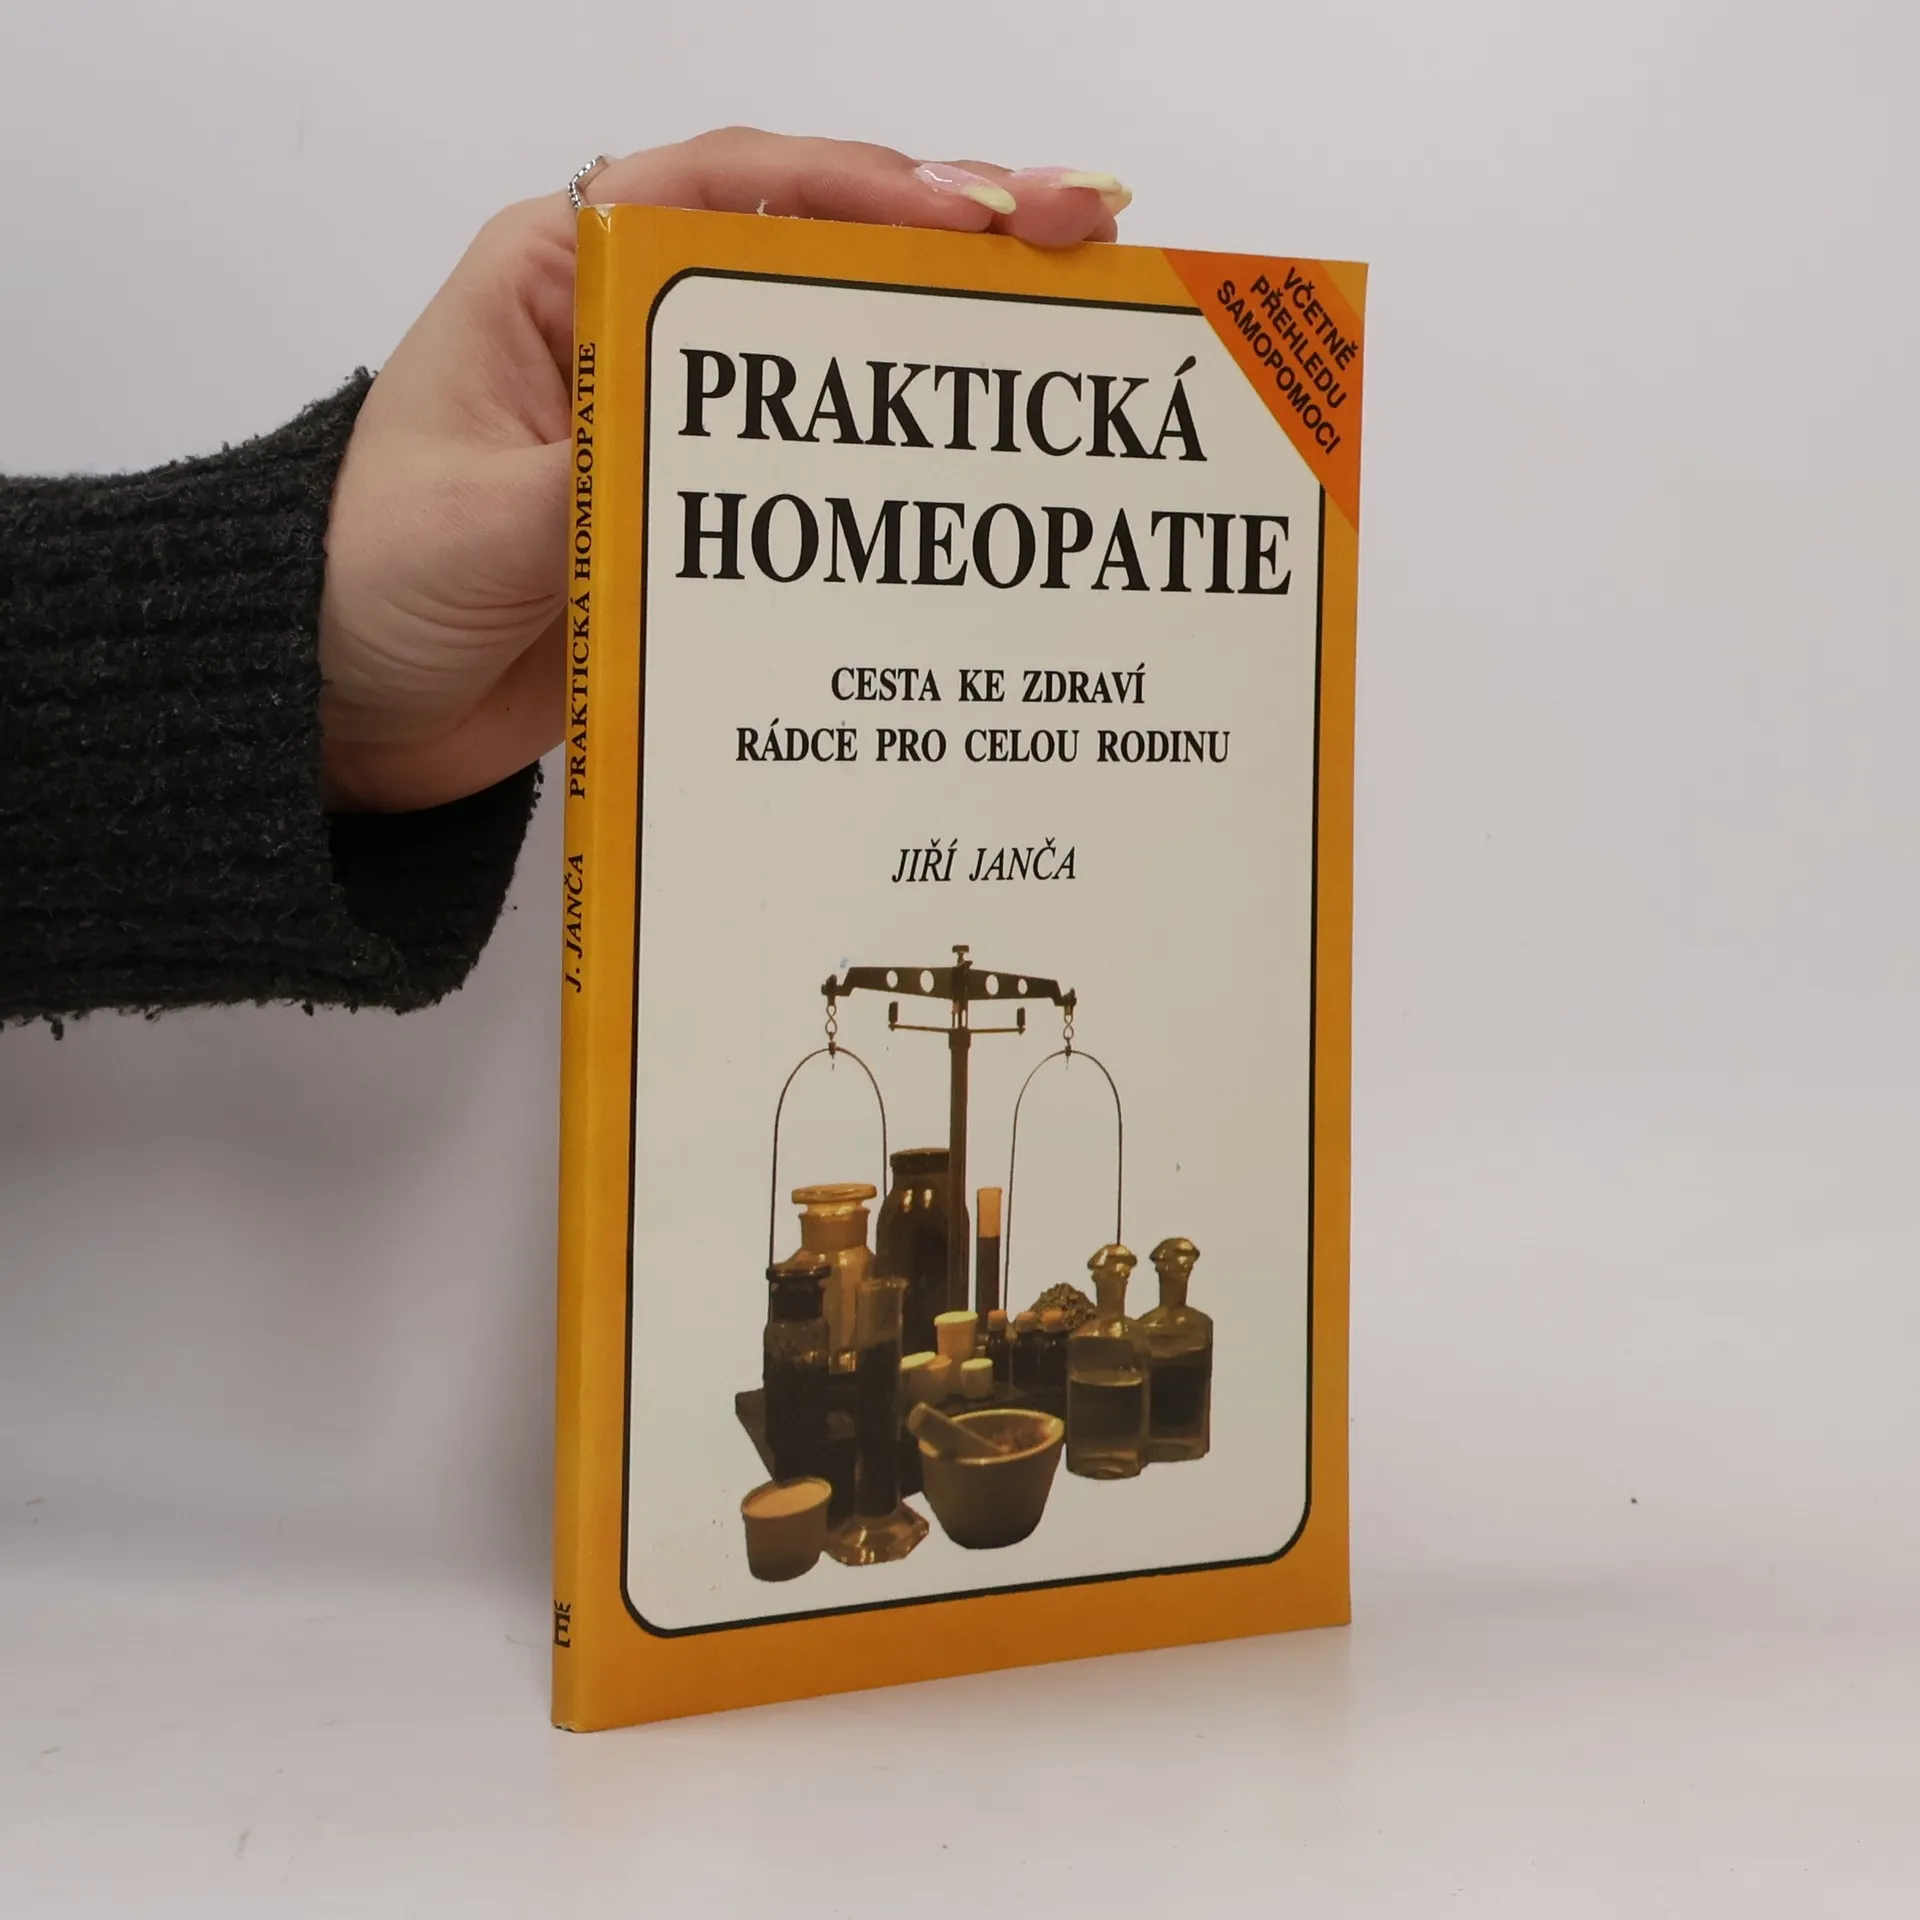 VČETNĚ
PŘEHLEDU
SAMOPOMOCI
PRAKTICKÁ
HOMEOPATIE
CESTA KE ZDRAVÍ
RÁDCE PRO CELOU RODINU
JIŘÍ JANČA
J. JANČA PRAKTICKÁ HOMEOPATIE